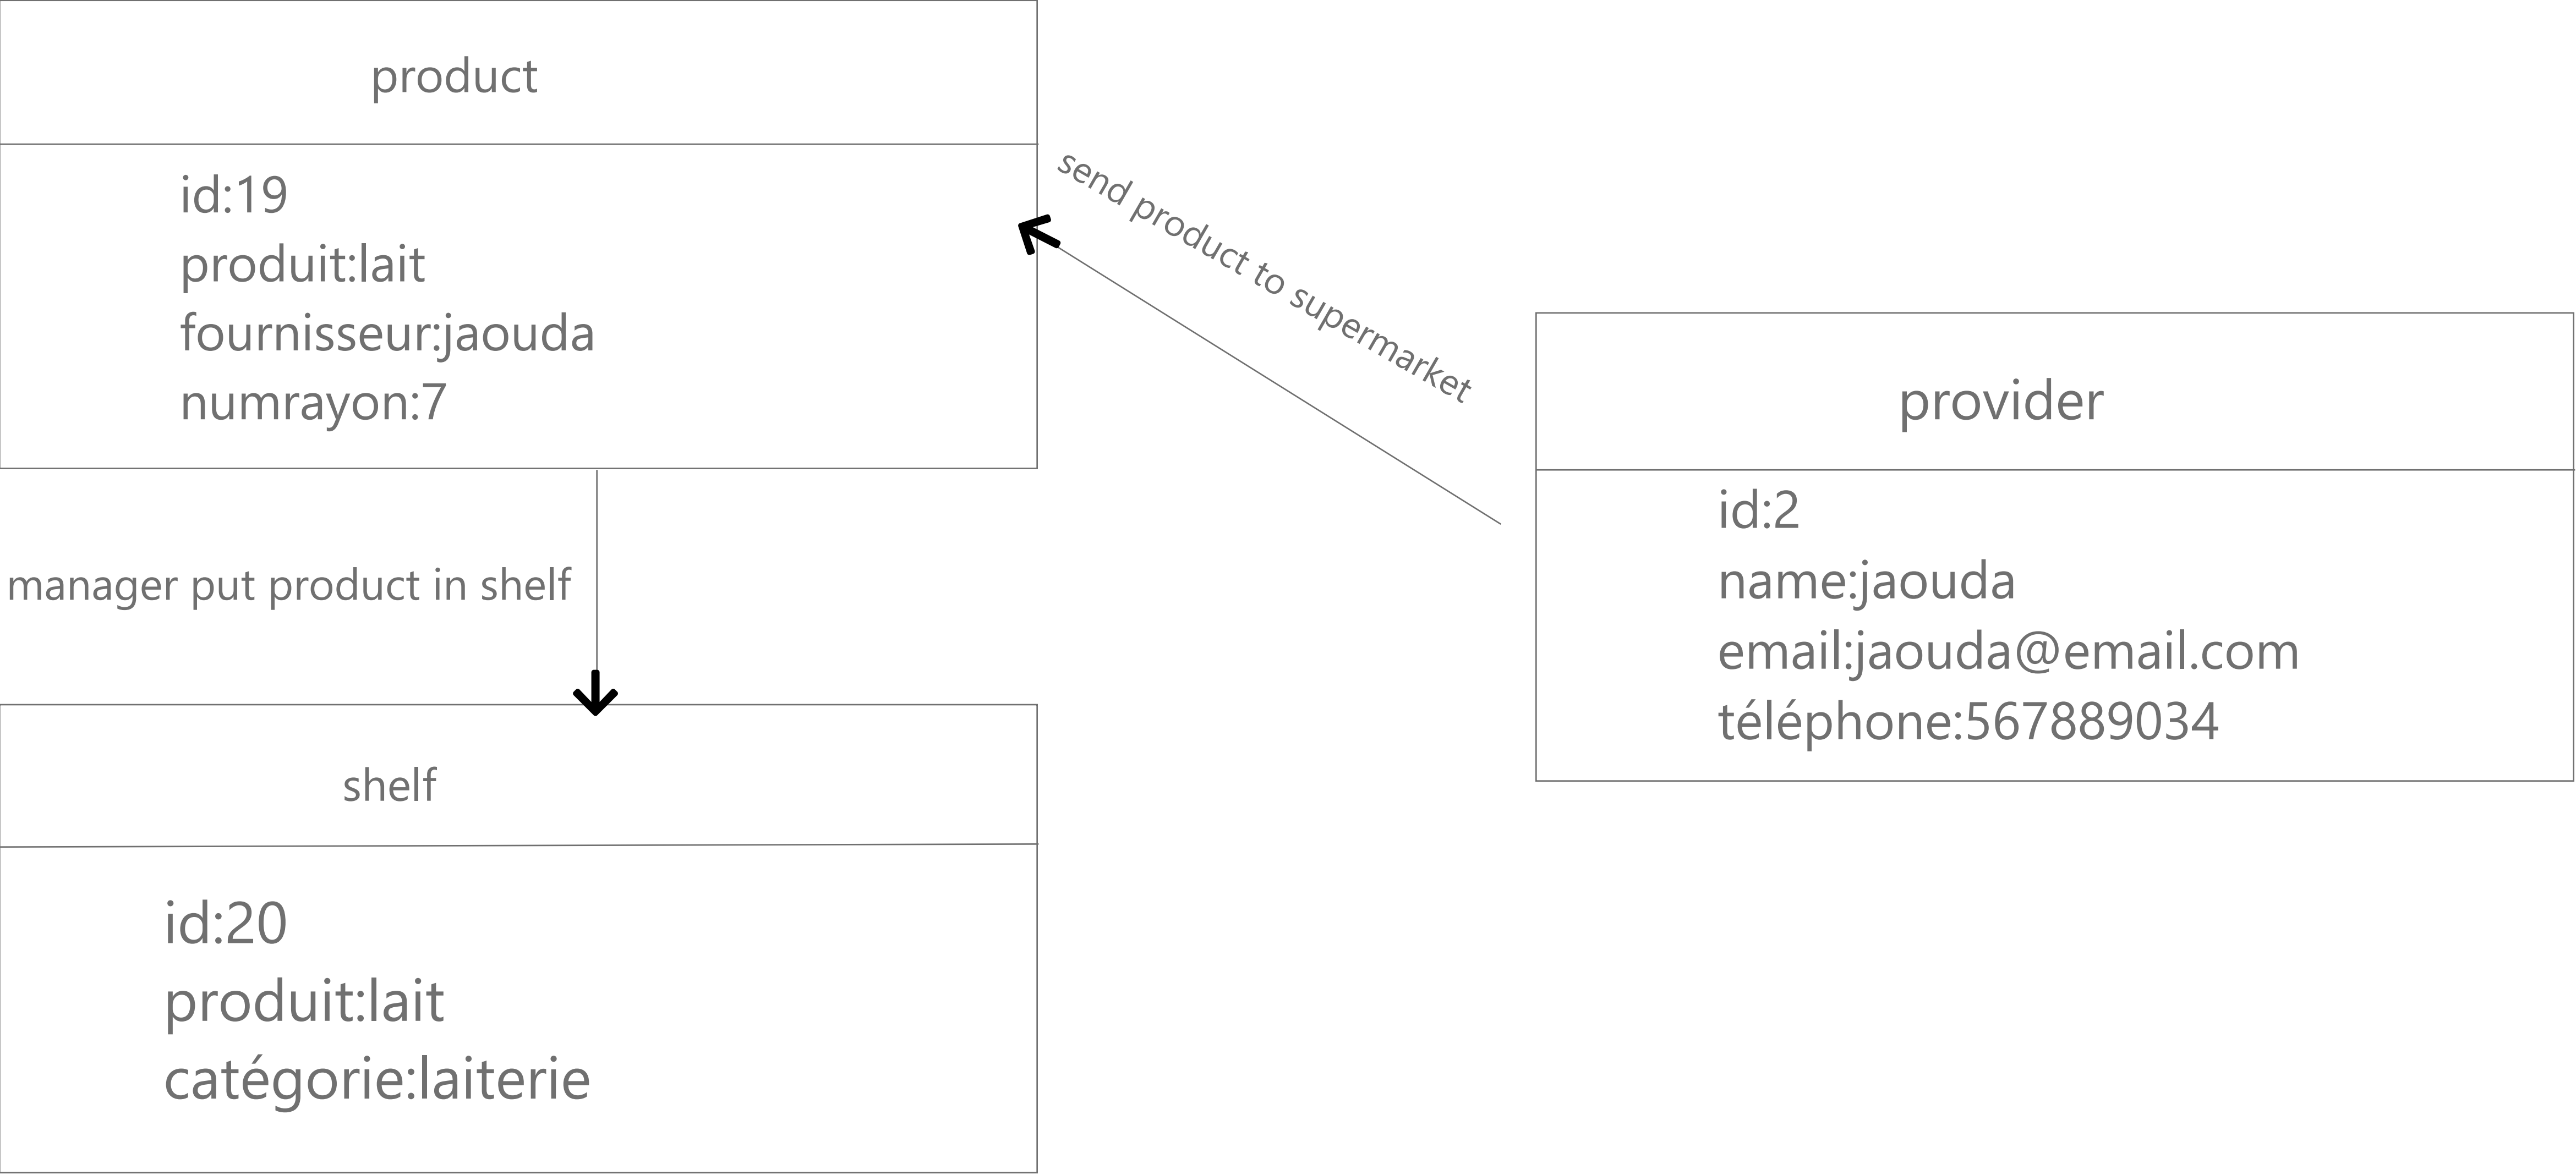 product
id:19
produit:lait
fournisseur:jaouda
numrayon:7
send product to supermarket
provider
id:2
name:jaouda
email:jaouda@email.com
téléphone:567889034
manager put product in shelf
shelf
id:20
produit:lait
catégorie:laiterie